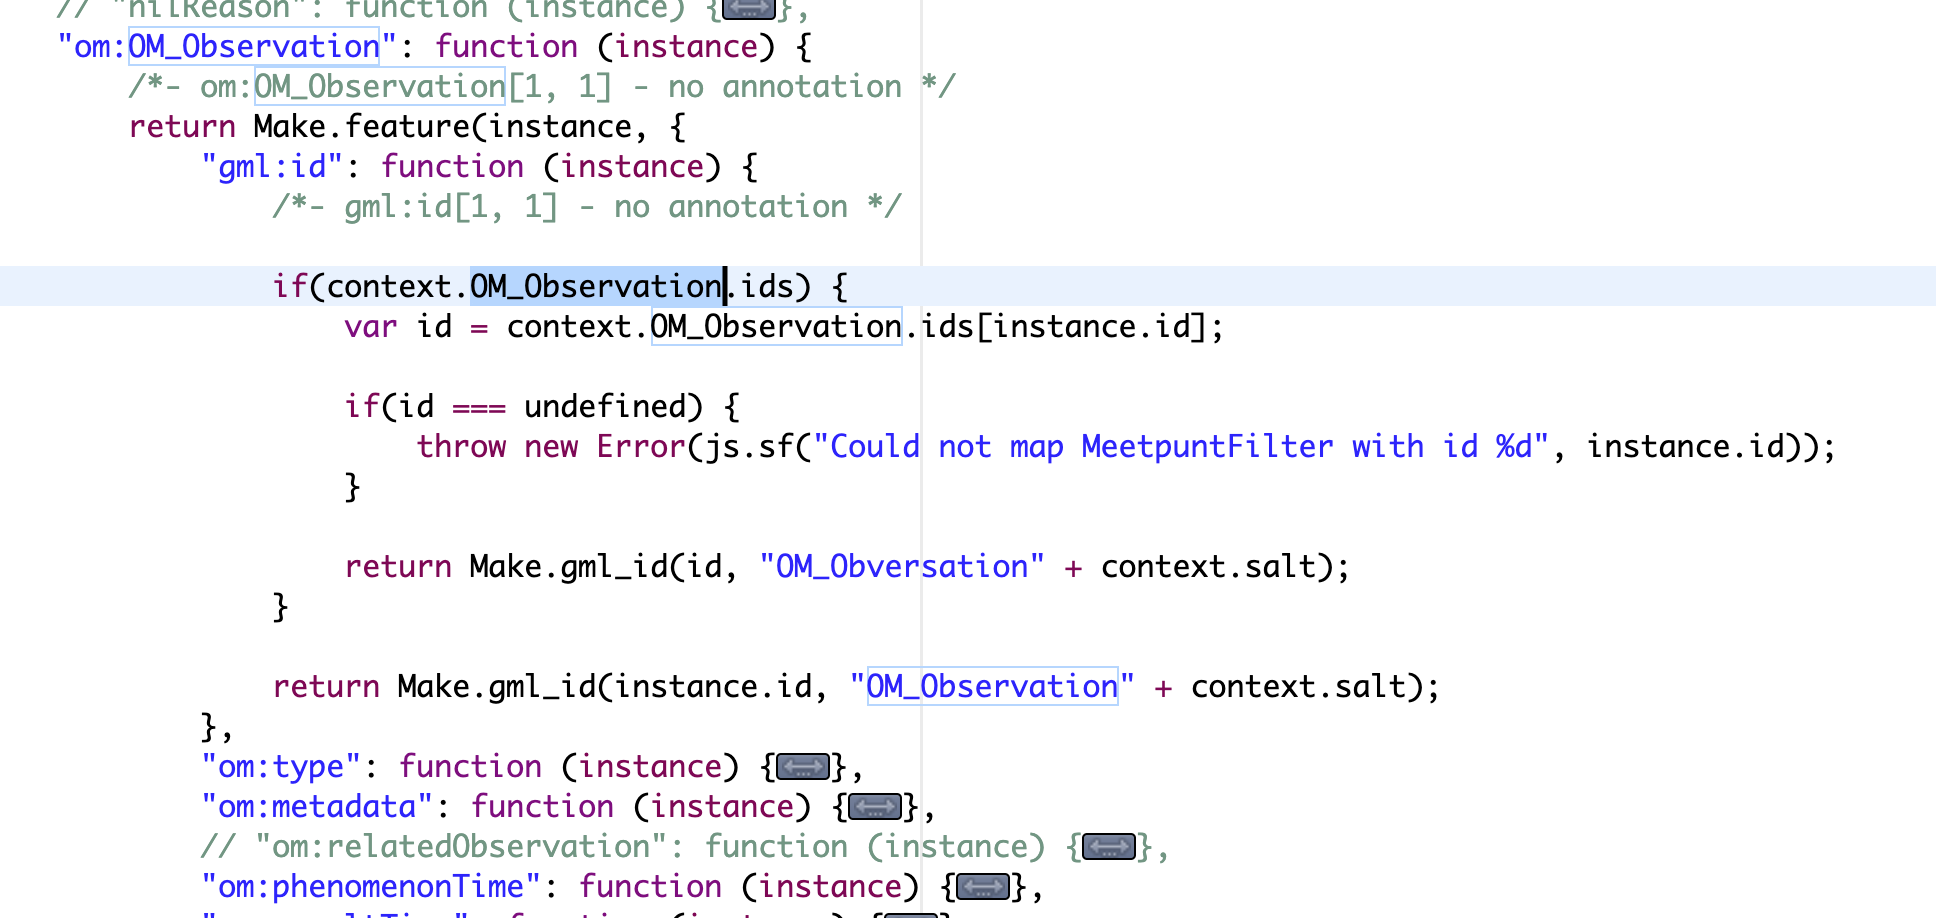 // "nilReason": function (instance) {},
"om:OM_Observation": function (instance) {
/*- om:OM_Observation[1, 1] - no annotation */
return Make.feature(instance, {
"gml:id": function (instance) {
/*- gml:id[1, 1] - no annotation */
if(context.OM_Observation.ids) {
var id = context.OM_Observation.ids[instance.id];
if(id === undefined) {
throw new Error(js.sf("Could not map MeetpuntFilter with id %d", instance.id));
}
return Make.gml_id(id, "OM_Obversation" + context.salt);
}
return Make.gml_id(instance.id, "OM_Observation" + context.salt);
},
"om:type": function (instance) {},
"om:metadata": function (instance) {},
// "om:relatedObservation": function (instance) {},
"om:phenomenonTime": function (instance) {},